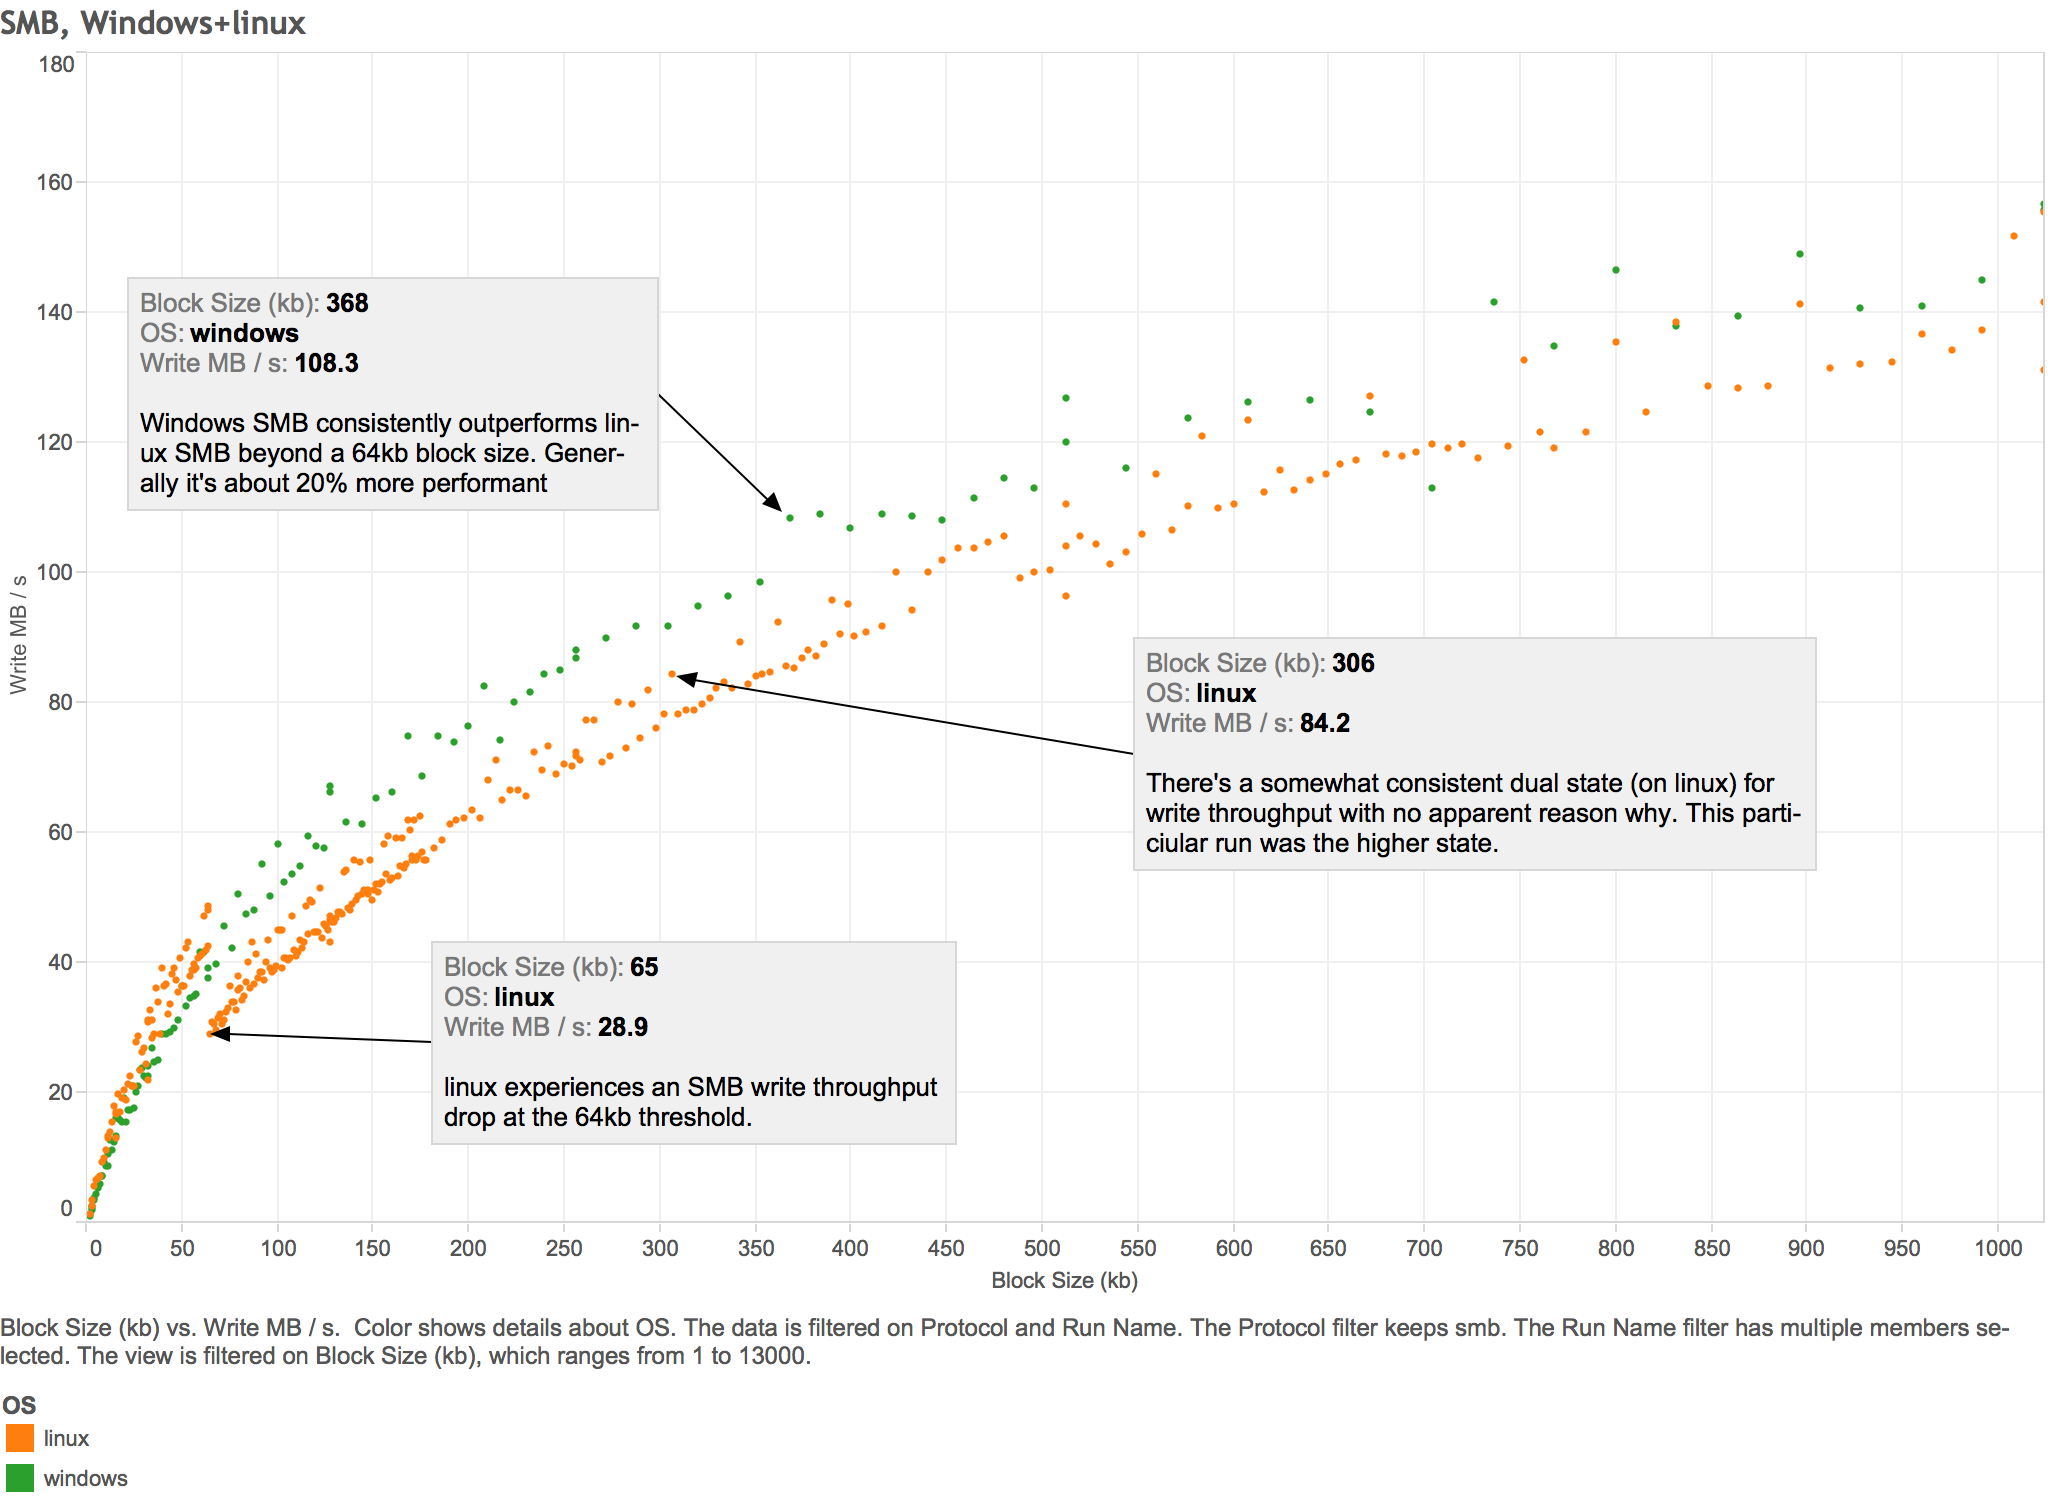 SMB, Windows+linux
180
160
140
120
100
80
60
40
20
0
Write MB / s
Block Size (kb): 368
OS: windows
Write MB / s: 108.3
Windows SMB consistently outperforms lin-
ux SMB beyond a 64kb block size. Gener-
ally it's about 20% more performant
Block Size (kb): 306
OS: linux
Write MB / s: 84.2
There's a somewhat consistent dual state (on linux) for
write throughput with no apparent reason why. This parti-
ciular run was the higher state.
Block Size (kb): 65
OS: linux
Write MB / s: 28.9
linux experiences an SMB write throughput
drop at the 64kb threshold.
0 50 100 150 200 250 300 350 400 450 500 550 600 650 700 750 800 850 900 950 1000
Block Size (kb)
Block Size (kb) vs. Write MB / s.  Color shows details about OS. The data is filtered on Protocol and Run Name. The Protocol filter keeps smb. The Run Name filter has multiple members se-
lected. The view is filtered on Block Size (kb), which ranges from 1 to 13000.
OS
linux
windows